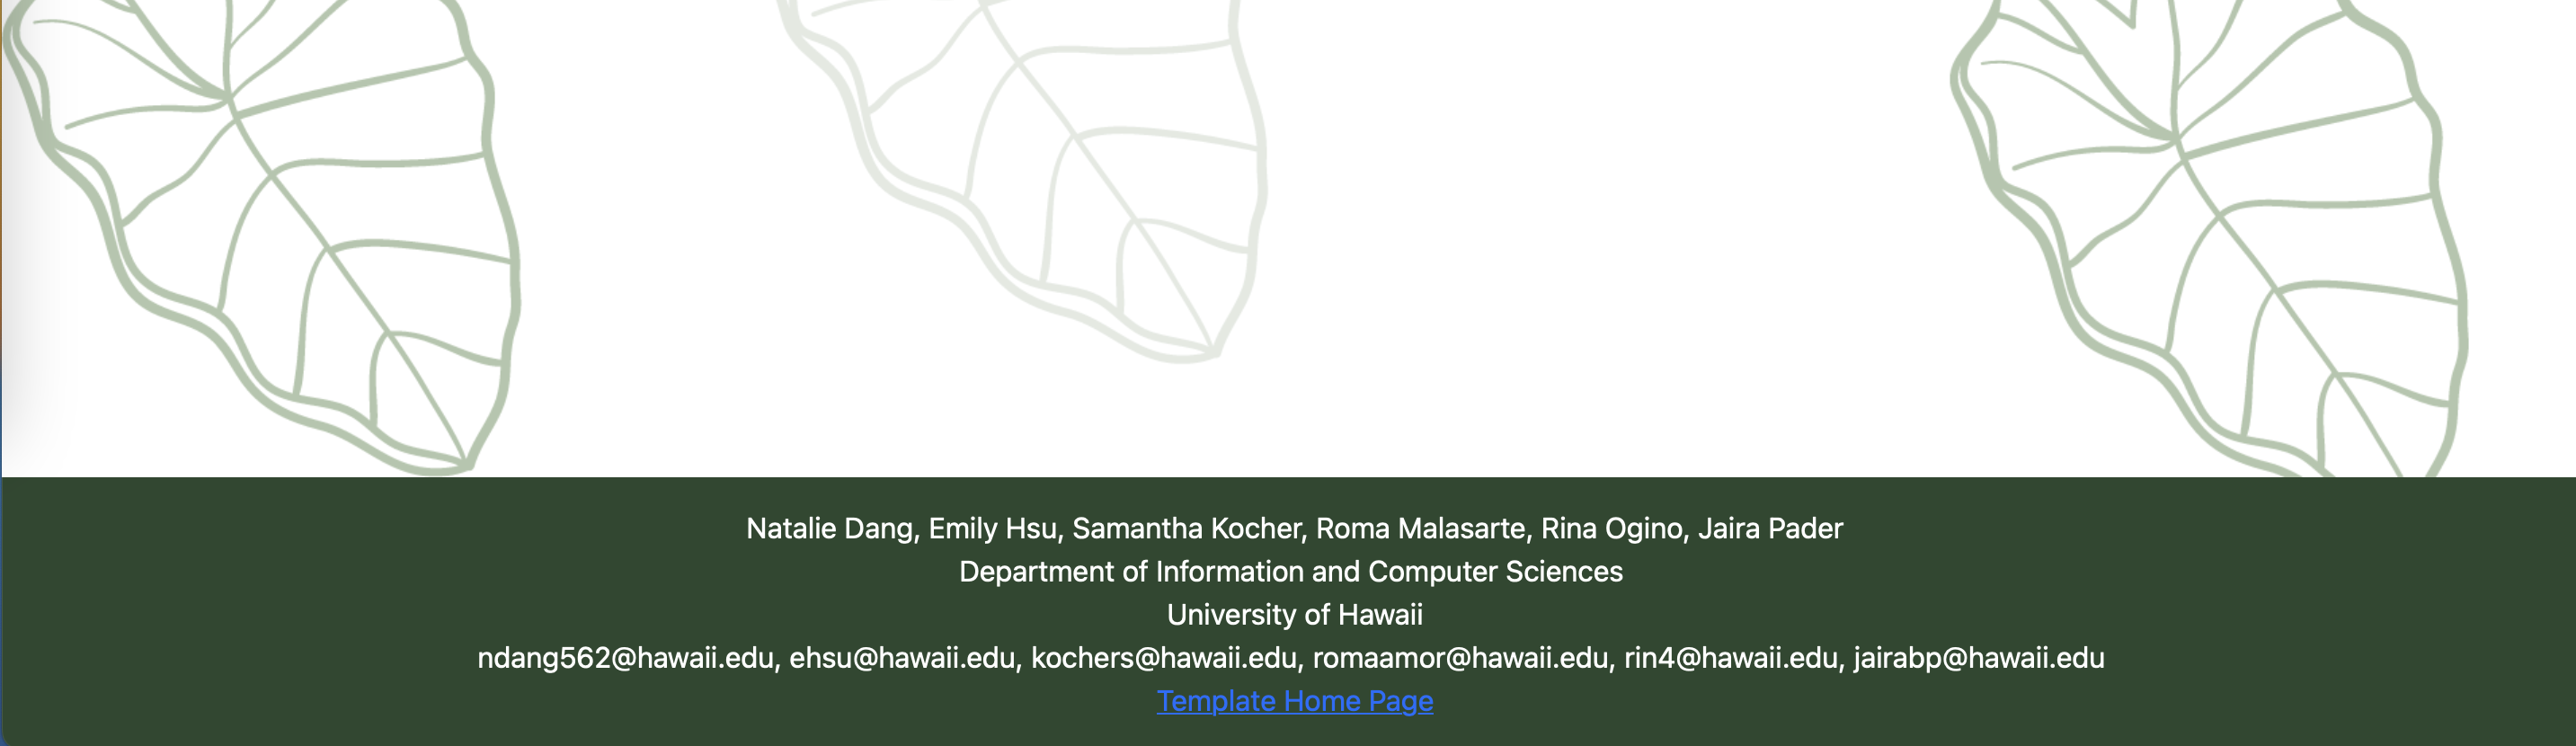 Natalie Dang, Emily Hsu, Samantha Kocher, Roma Malasarte, Rina Ogino, Jaira Pader
Department of Information and Computer Sciences
University of Hawaii
ndang562@hawaii.edu, ehsu@hawaii.edu, kochers@hawaii.edu, romaamor@hawaii.edu, rin4@hawaii.edu, jairabp@hawaii.edu
Template Home Page